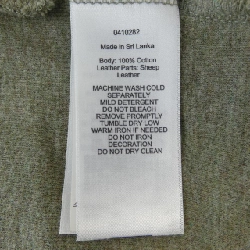 0410282
Made in Sri Lanka
Body: 100% Cotton
Leather Parts: Sheep
Leather
MACHINE WASH COLD
SEPARATELY
MILD DETERGENT
DO NOT BLEACH
REMOVE PROMPTLY
TUMBLE DRY LOW
WARM IRON IF NEEDED
DO NOT IRON
DECORATION
DO NOT DRY CLEAN